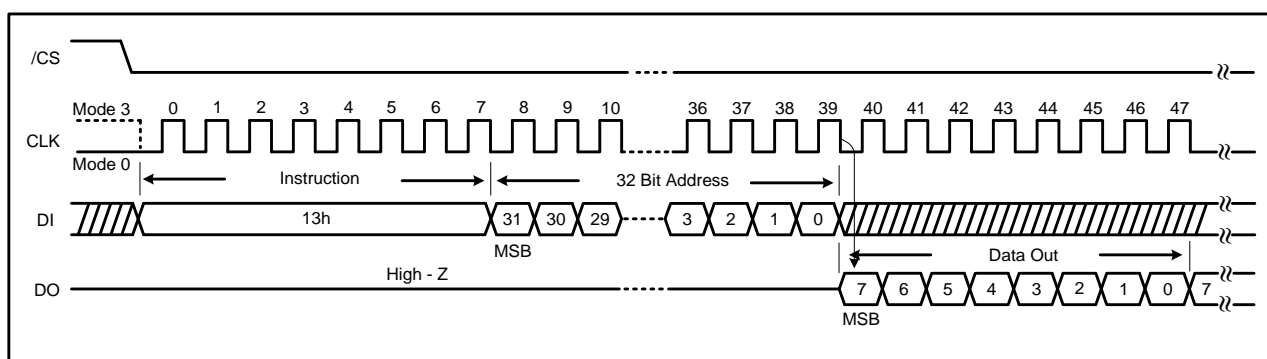 /CS
Mode 3 0 1 2 3 4 5 6 7 8 9 10 36 37 38 39 40 41 42 43 44 45 46 47
CLK
Mode 0
Instruction 32 Bit Address
DI 13h 31 30 29 3 2 1 0
MSB Data Out
High - Z
DO 7 6 5 4 3 2 1 0 7
MSB